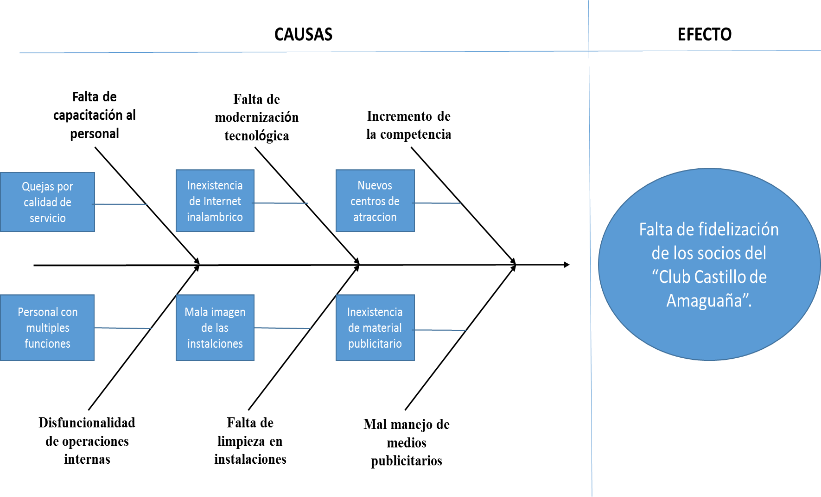 CAUSAS
EFECTO
Falta de
capacitación al
personal
Falta de
modernización
tecnológica
Incremento de
la competencia
Quejas por
calidad de
servicio
Inexistencia
de Internet
inalambrico
Nuevos
centros de
atraccion
Falta de fidelización
de los socios del
“Club Castillo de
Amaguaña”.
Personal con
multiples
funciones
Mala imagen
de las
instalciones
Inexistencia
de material
publicitario
Disfuncionalidad
de operaciones
internas
Falta de
limpieza en
instalaciones
Mal manejo de
medios
publicitarios